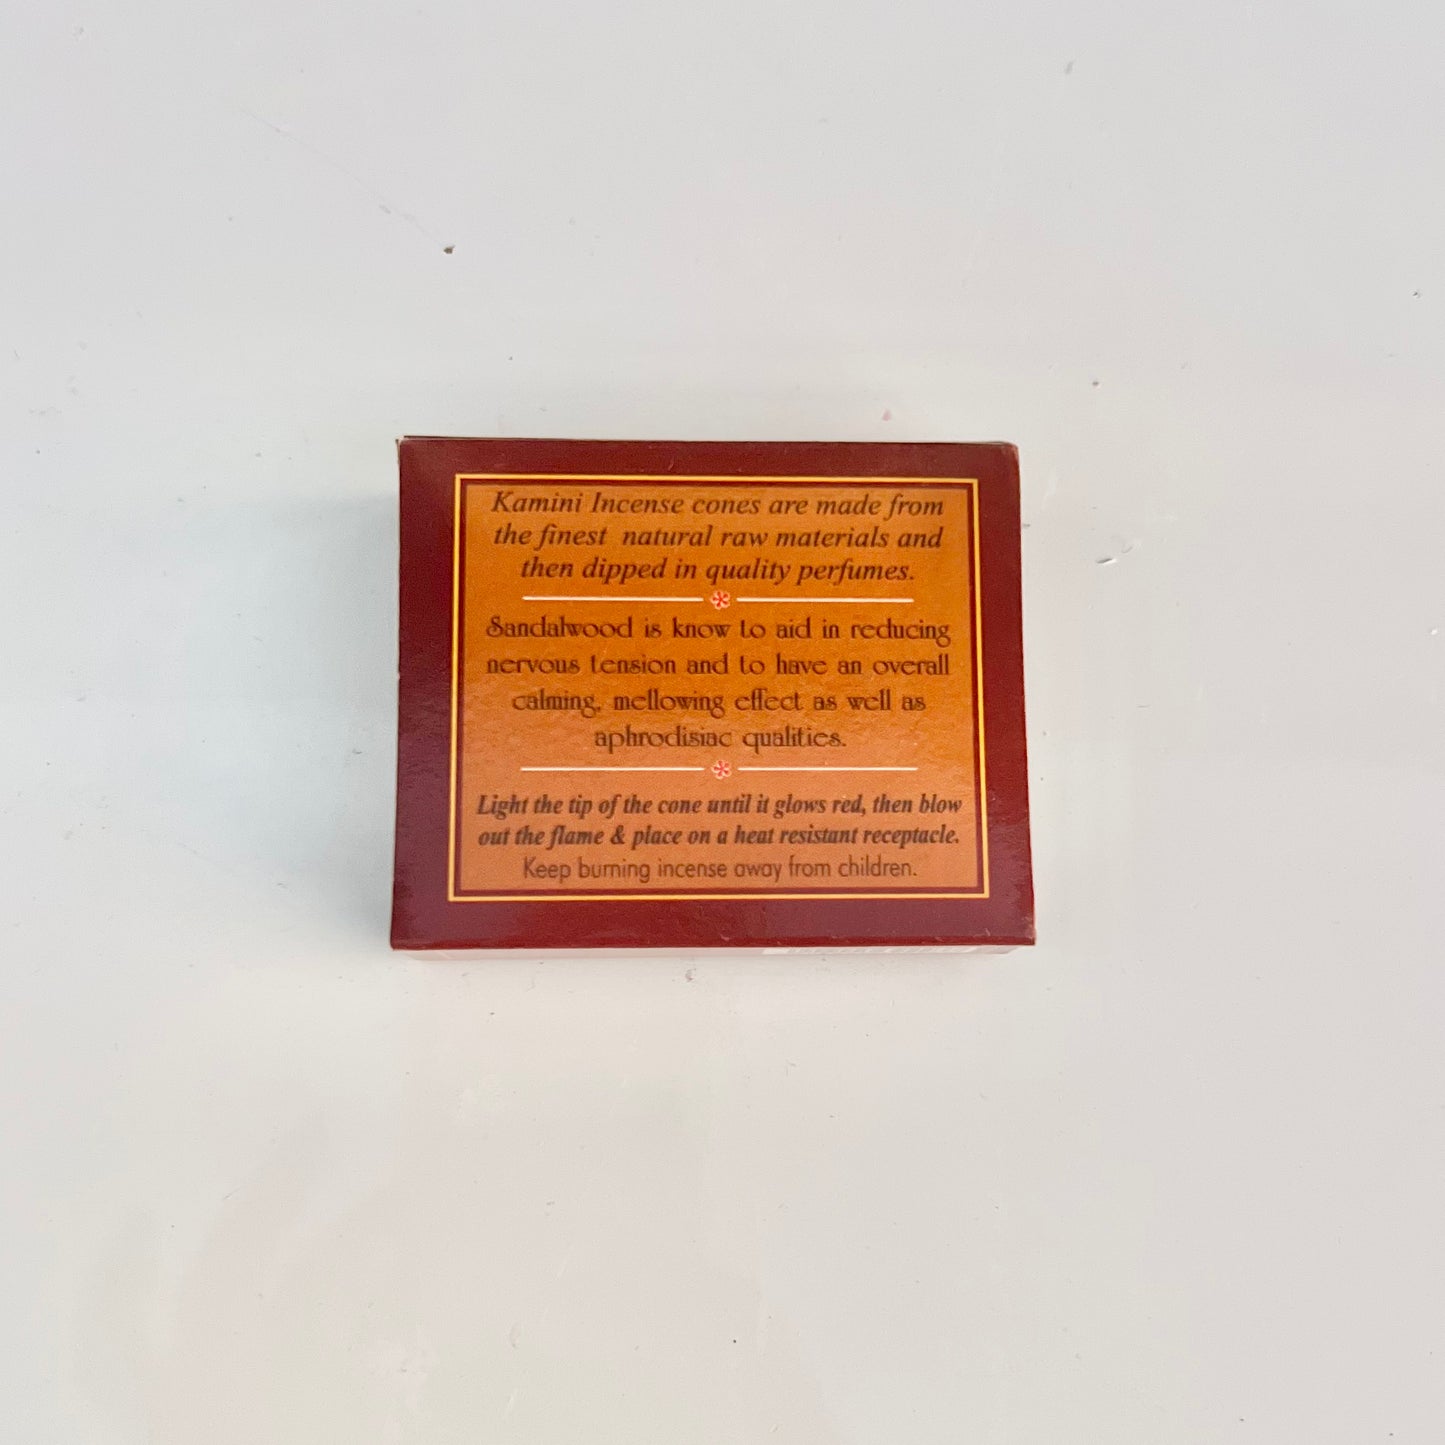 Kamini Incense cones are made from
the finest natural raw materials and
then dipped in quality perfumes.
Sandalwood is know to aid in reducing
nervous tension and to have an overall
calming, mellowing effect as well as
aphrodisiac qualities.
Light the tip of the cone until it glows red, then blow
out the flame & place on a heat resistant receptacle.
Keep burning incense away from children.